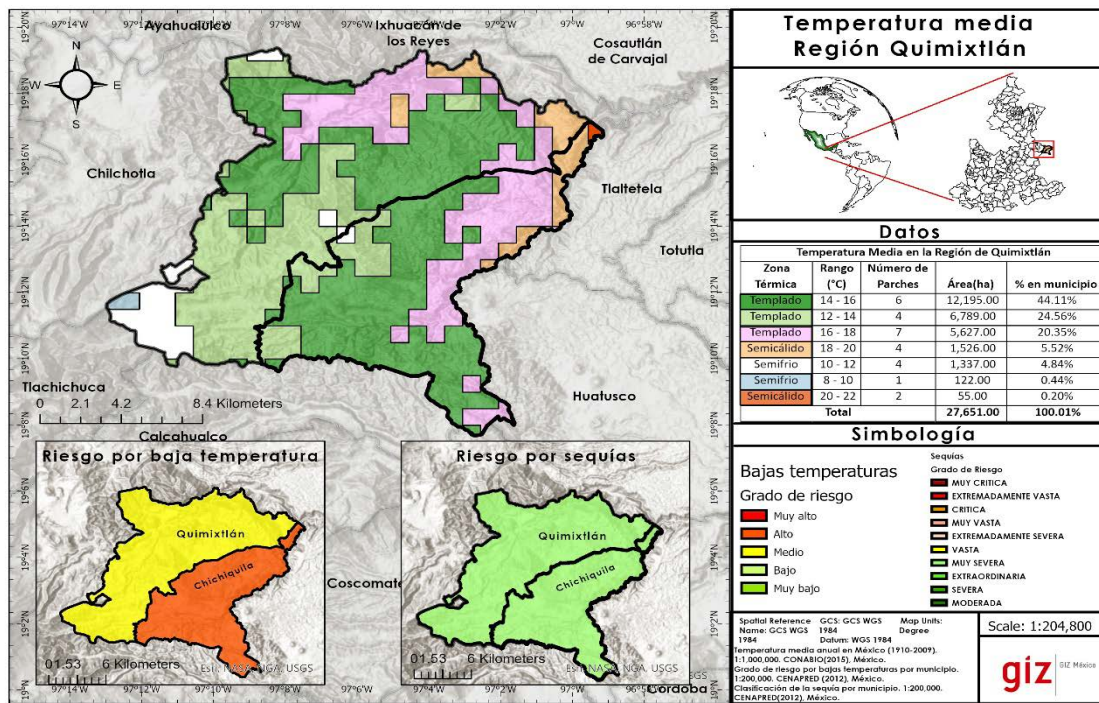 97°14'W 97°12'W 97°10'W 97°8'W 97°6'W 97°4'W 97°2'W 97°W 96°58'W
19°20'N
19°18'N
19°16'N
19°14'N
19°12'N
19°10'N
19°8'N
19°6'N
19°4'N
19°2'N
19°N
Ayahualulco
Ixhuacán de
los Reyes
Cosautlán
de Carvajal
N
W E
S
Chilchotla
Tlaltetela
Totutla
Tlachichuca
Huatusco
0 2.1 4.2 8.4 Kilometers
Calcahualco
Riesgo por baja temperatura
Quimixtlán
Chichiquila
6 Kilometers
Coscomate
Riesgo por sequías
Quimixtlán
Chichiquila
6 Kilometers
Esri, NASA, NGA, USGS
Córdoba
97°14'W 97°12'W 97°10'W 97°8'W 97°6'W 97°4'W 97°2'W 97°W
Temperatura media
Región Quimixtlán
Datos
Temperatura Media en la Región de Quimixtlán
Zona Térmica Rango (°C) Número de Parches Área(ha) % en municipio
Templado 14 - 16 6 12,195.00 44.11%
Templado 12 - 14 4 6,789.00 24.56%
Templado 16 - 18 7 5,627.00 20.35%
Semicálido 18 - 20 4 1,526.00 5.52%
Semifrio 10 - 12 4 1,337.00 4.84%
Semifrio 8 - 10 1 122.00 0.44%
Semicálido 20 - 22 2 55.00 0.20%
Total 27,651.00 100.01%
Simbología
Bajas temperaturas
Grado de riesgo
Muy alto
Alto
Medio
Bajo
Muy bajo
Sequías
Grado de Riesgo
MUY CRITICA
EXTREMADAMENTE VASTA
CRITICA
MUY VASTA
EXTREMADAMENTE SEVERA
VASTA
MUY SEVERA
EXTRAORDINARIA
SEVERA
MODERADA
Spatial Reference GCS: GCS WGS Map Units:
Name: GCS WGS 1984 Degree
1984 Datum: WGS 1984
Temperatura media anual en México (1910-2009).
1:1,000,000. CONABIO(2015), México.
Grado de riesgo por bajas temperaturas por municipio.
1:200,000. CENAPRED (2012), México.
Clasificación de la sequía por municipio. 1:200,000.
CENAPRED(2012), México.
Scale: 1:204,800
giz
GIZ México